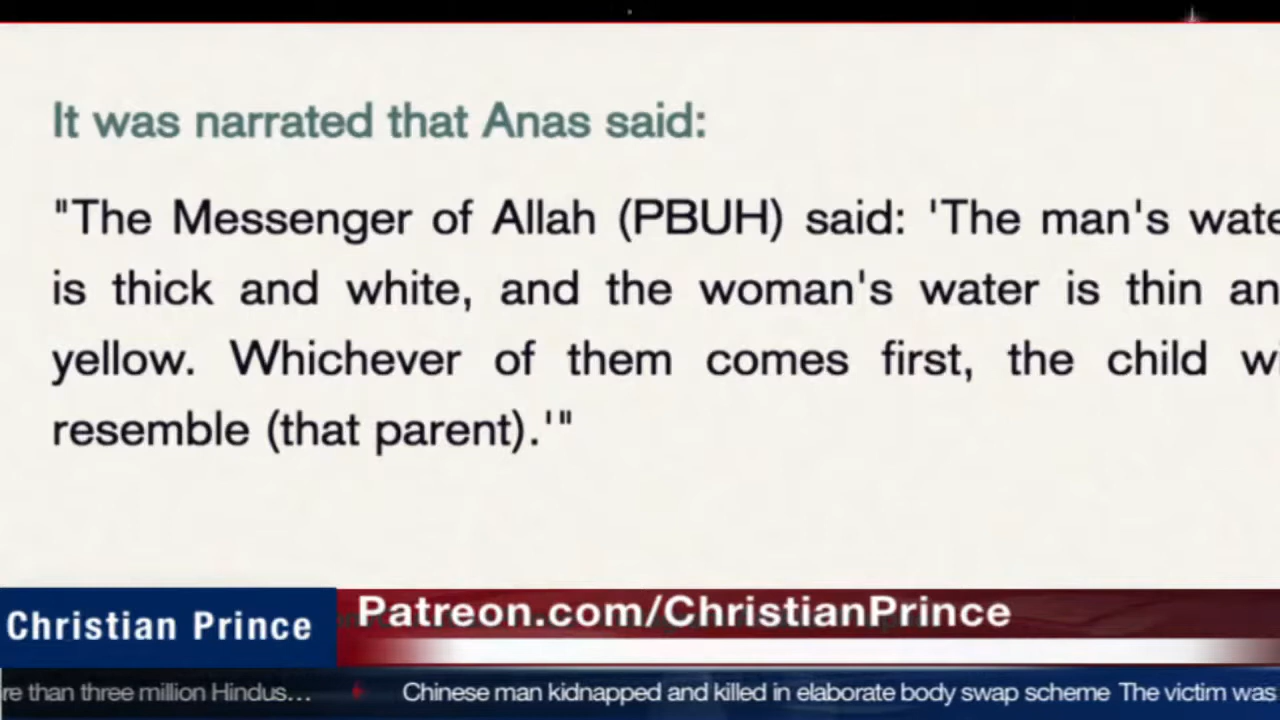 It was narrated that Anas said:
"The Messenger of Allah (PBUH) said: 'The man's wate
is thick and white, and the woman's water is thin an
yellow. Whichever of them comes first, the child wi
resemble (that parent).'"
Christian Prince
Patreon.com/ChristianPrince
re than three million Hindus... Chinese man kidnapped and killed in elaborate body swap scheme The victim was